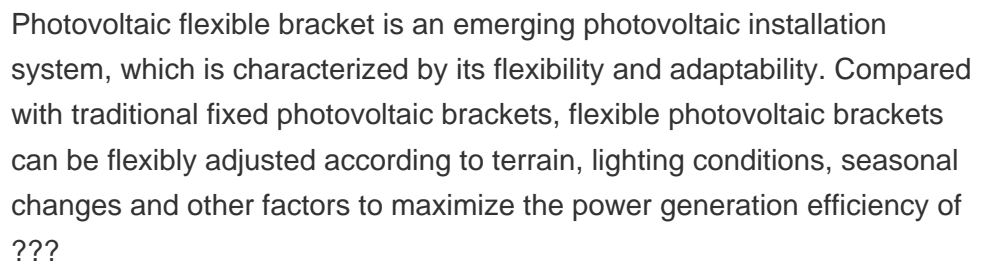 Photovoltaic flexible bracket is an emerging photovoltaic installation
system, which is characterized by its flexibility and adaptability. Compared
with traditional fixed photovoltaic brackets, flexible photovoltaic brackets
can be flexibly adjusted according to terrain, lighting conditions, seasonal
changes and other factors to maximize the power generation efficiency of
???